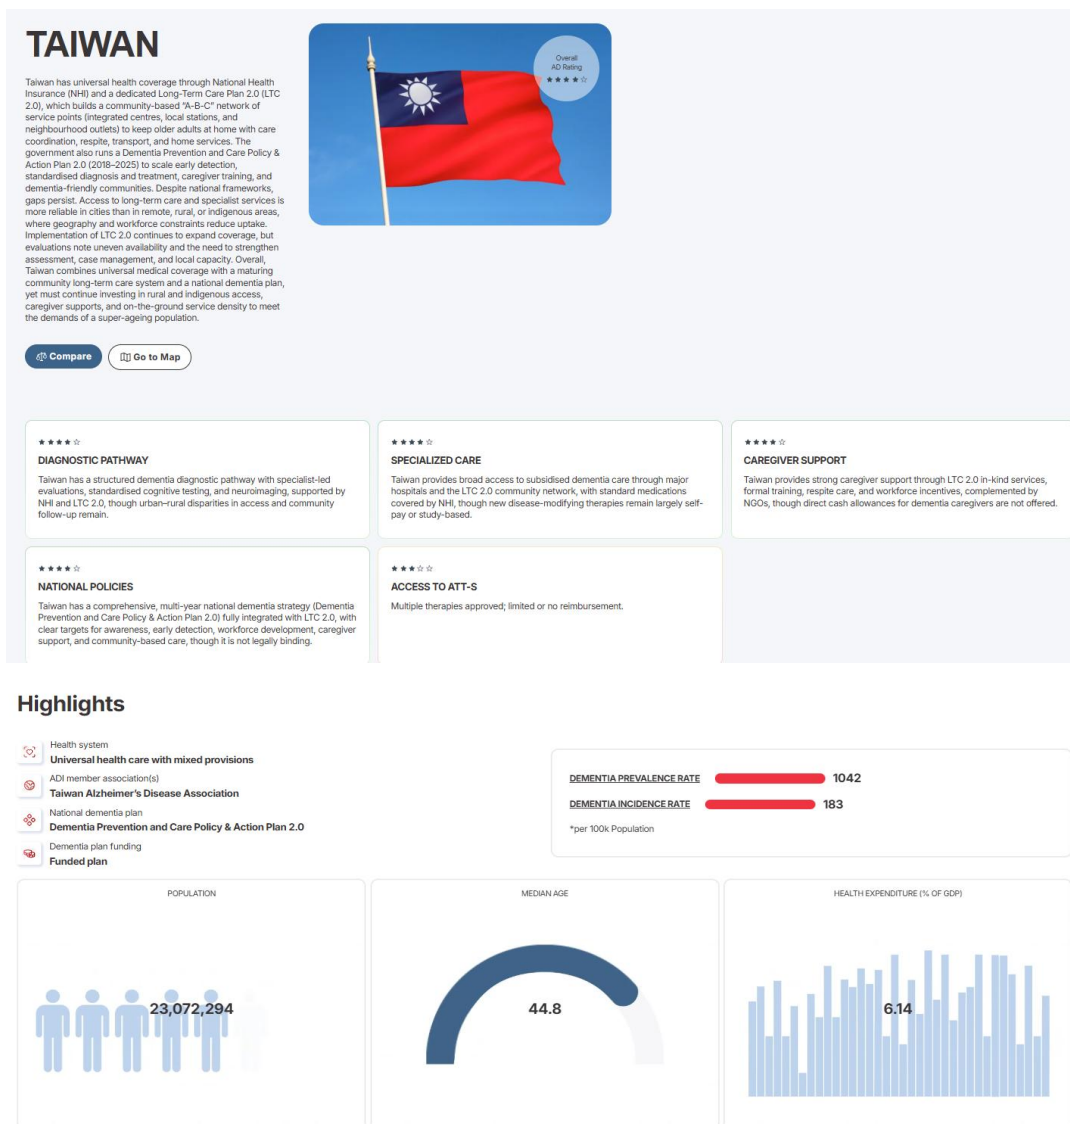 TAIWAN
Taiwan has universal health coverage through National Health
Insurance (NHI) and a dedicated Long-Term Care Plan 2.0 (LTC
2.0), which builds a community-based “A-B-C” network of
service points (integrated centres, local stations, and
neighbourhood outlets) to keep older adults at home with care
coordination, respite, transport, and home services. The
government also runs a Dementia Prevention and Care Policy &
Action Plan 2.0 (2018–2025) to scale early detection,
standardised diagnosis and treatment, caregiver training, and
dementia-friendly communities. Despite national frameworks,
gaps persist. Access to long-term care and specialist services is
more reliable in cities than in remote, rural, or indigenous areas,
where geography and workforce constraints reduce uptake.
Implementation of LTC 2.0 continues to expand coverage, but
evaluations note uneven availability and the need to strengthen
assessment, case management, and local capacity. Overall,
Taiwan combines universal medical coverage with a maturing
community long-term care system and a national dementia plan,
yet must continue investing in rural and indigenous access,
caregiver supports, and on-the-ground service density to meet
the demands of a super-ageing population.
Overall
AD Rating
★★★★☆
Compare
Go to Map
★★★★☆
DIAGNOSTIC PATHWAY
Taiwan has a structured dementia diagnostic pathway with specialist-led
evaluations, standardised cognitive testing, and neuroimaging, supported by
NHI and LTC 2.0, though urban–rural disparities in access and community
follow-up remain.
★★★★☆
SPECIALIZED CARE
Taiwan provides broad access to subsidised dementia care through major
hospitals and the LTC 2.0 community network, with standard medications
covered by NHI, though new disease-modifying therapies remain largely self-
pay or study-based.
★★★★☆
CAREGIVER SUPPORT
Taiwan provides strong caregiver support through LTC 2.0 in-kind services,
formal training, respite care, and workforce incentives, complemented by
NGOs, though direct cash allowances for dementia caregivers are not offered.
★★★★☆
NATIONAL POLICIES
Taiwan has a comprehensive, multi-year national dementia strategy (Dementia
Prevention and Care Policy & Action Plan 2.0) fully integrated with LTC 2.0, with
clear targets for awareness, early detection, workforce development, caregiver
support, and community-based care, though it is not legally binding.
★★★☆☆
ACCESS TO ATT-S
Multiple therapies approved; limited or no reimbursement.
Highlights
Health system
Universal health care with mixed provisions
ADI member association(s)
Taiwan Alzheimer’s Disease Association
National dementia plan
Dementia Prevention and Care Policy & Action Plan 2.0
Dementia plan funding
Funded plan
DEMENTIA PREVALENCE RATE 1042
DEMENTIA INCIDENCE RATE 183
*per 100k Population
POPULATION
23,072,294
MEDIAN AGE
44.8
HEALTH EXPENDITURE (% OF GDP)
6.14